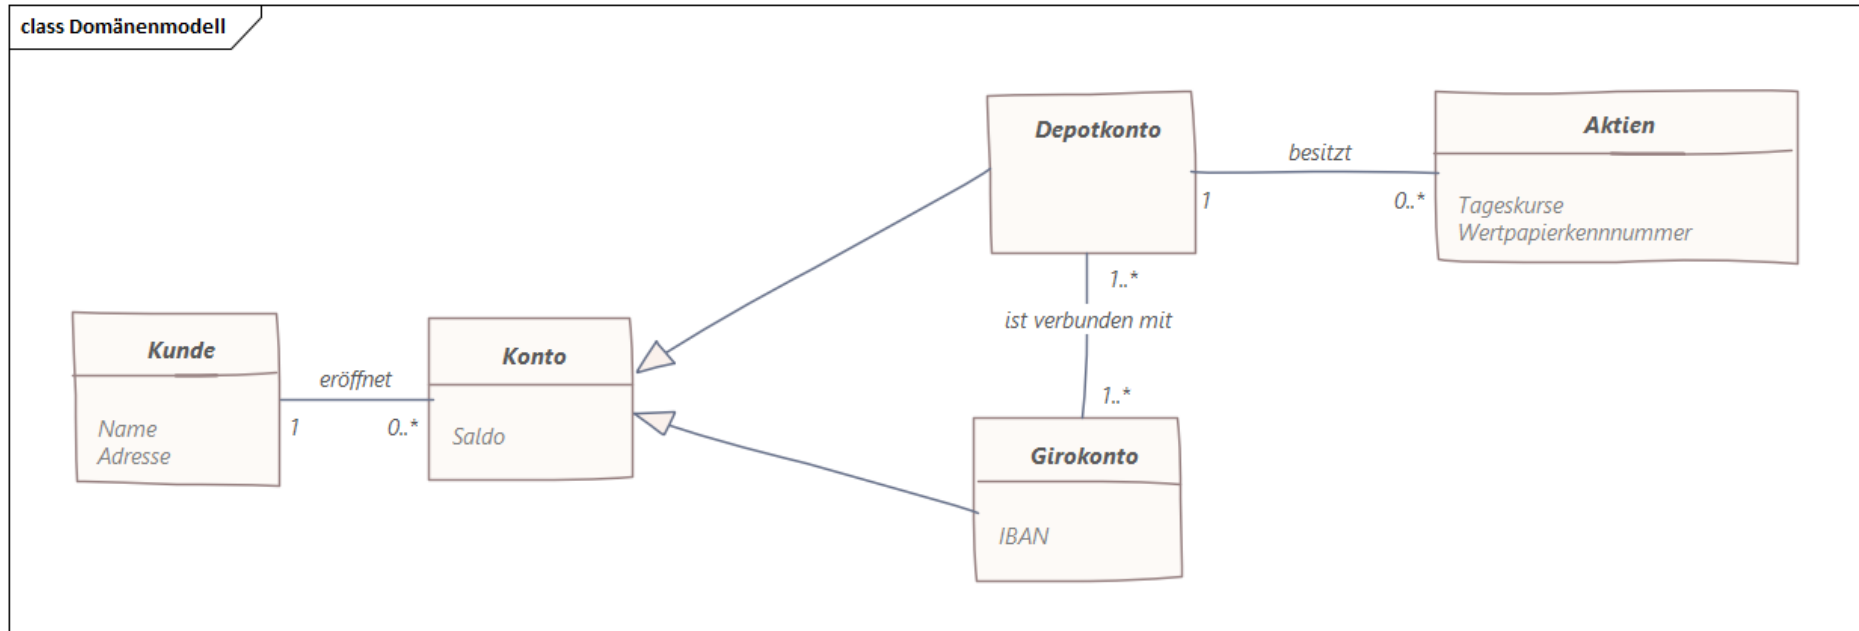 class Domänenmodell
Depotkonto
besitzt
1
0..*
Aktien
Tageskurse
Wertpapierkennnummer
1..*
ist verbunden mit
1..*
Kunde
Name
Adresse
eröffnet
1
0..*
Konto
Saldo
Girokonto
IBAN